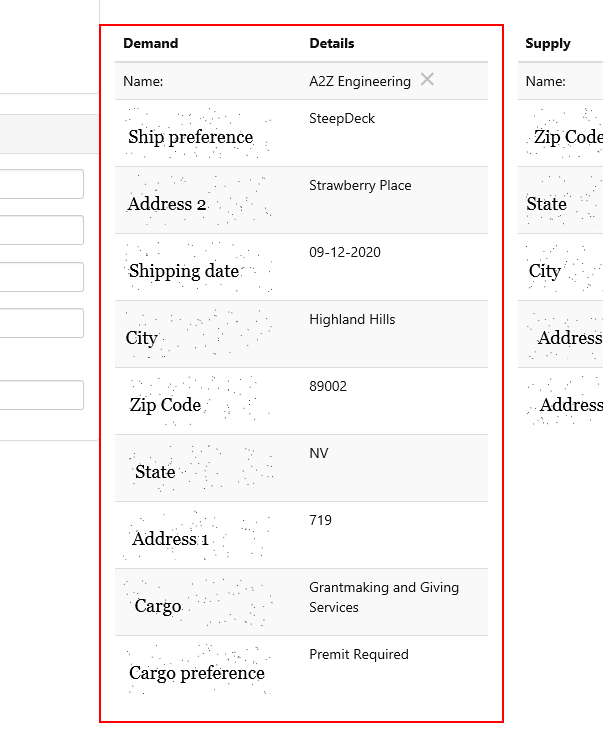 Demand Details Supply
Name: A2Z Engineering Name:
Ship preference SteepDeck Zip Code
Address 2 Strawberry Place State
Shipping date 09-12-2020 City
City Highland Hills Address
Zip Code 89002 Address
State NV
Address 1 719
Cargo Grantmaking and Giving
Services
Cargo preference Premit Required